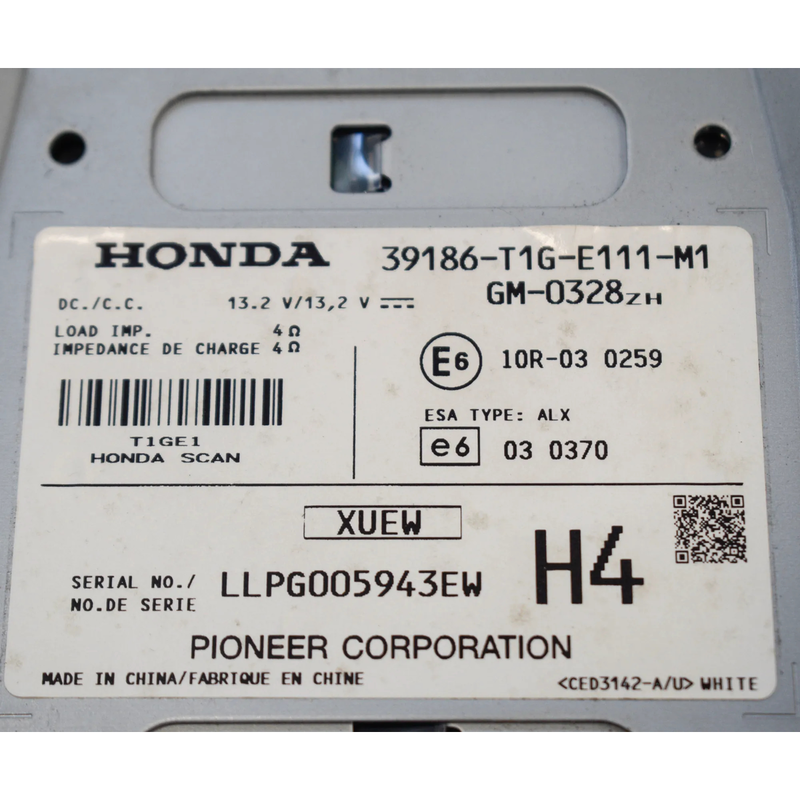 HONDA 39186-T1G-E111-M1
GM-0328ZH
DC./C.C. 13.2 V/13,2 V
LOAD IMP. 4Ω
IMPEDANCE DE CHARGE 4Ω
E6 10R-03 0259
ESA TYPE: ALX
e6 03 0370
T1GE1
HONDA SCAN
XUEW
H4
SERIAL NO./
NO.DE SERIE
LLPG005943EW
PIONEER CORPORATION
MADE IN CHINA/FABRIQUE EN CHINE
<CED3142-A/U> WHITE